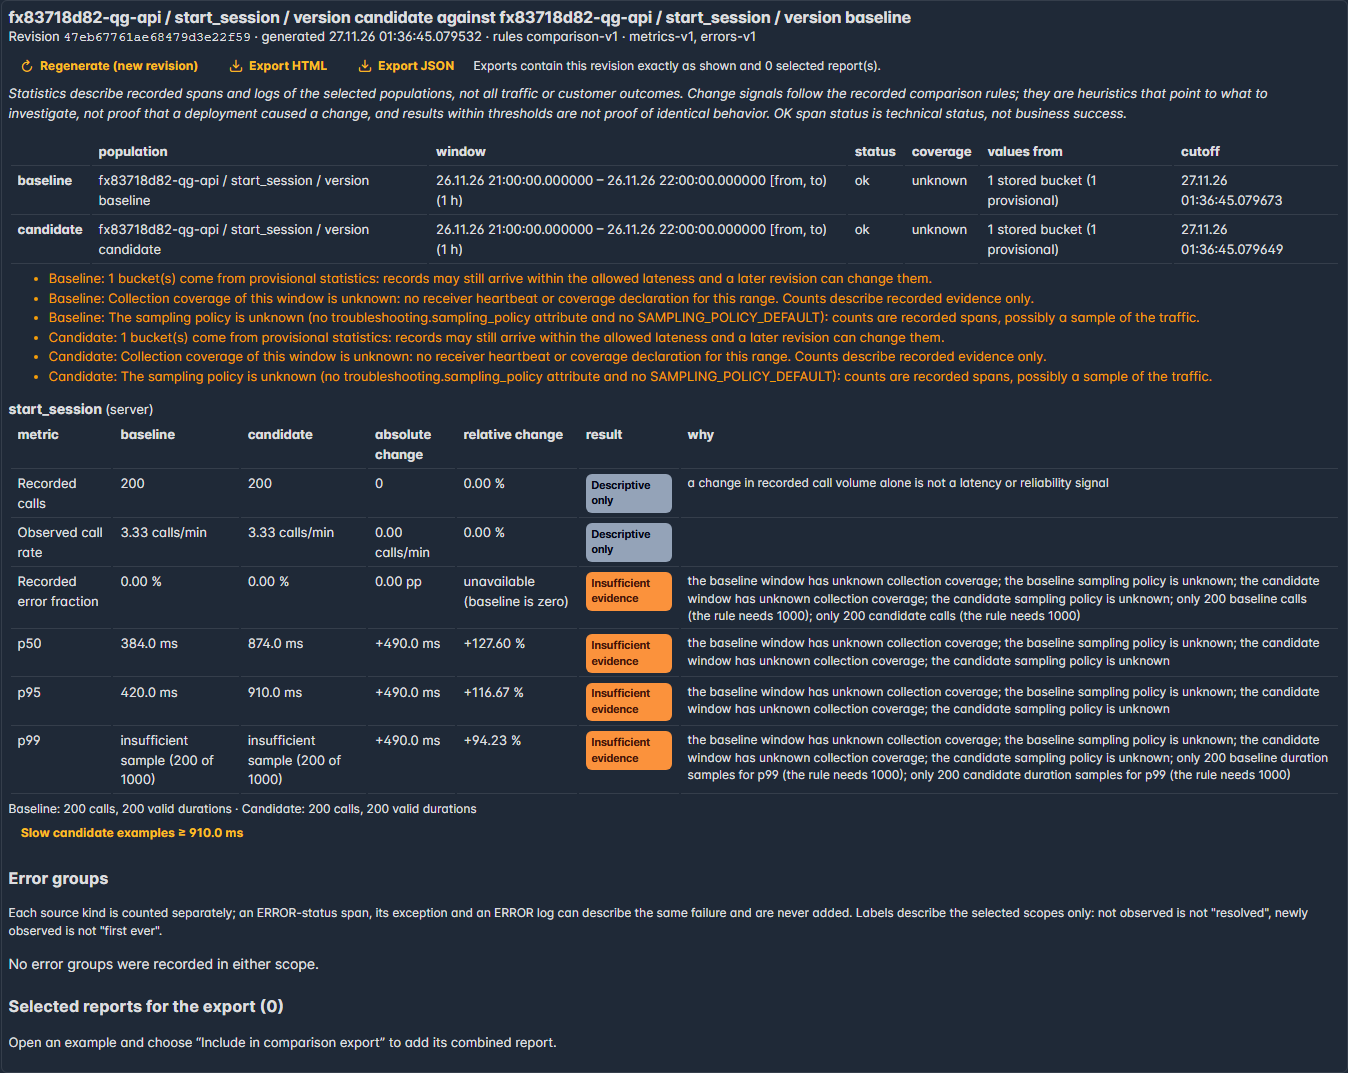 fx83718d82-qg-api / start_session / version candidate against fx83718d82-qg-api / start_session / version baseline
Revision 47eb67761ae68479d3e22f59 · generated 27.11.26 01:36:45.079532 · rules comparison-v1 · metrics-v1, errors-v1
Regenerate (new revision) Export HTML Export JSON Exports contain this revision exactly as shown and 0 selected report(s).
Statistics describe recorded spans and logs of the selected populations, not all traffic or customer outcomes. Change signals follow the recorded comparison rules; they are heuristics that point to what to
investigate, not proof that a deployment caused a change, and results within thresholds are not proof of identical behavior. OK span status is technical status, not business success.
population window status coverage values from cutoff
baseline fx83718d82-qg-api / start_session / version 26.11.26 21:00:00.000000 – 26.11.26 22:00:00.000000 [from, to) ok unknown 1 stored bucket (1 27.11.26
baseline (1 h) provisional) 01:36:45.079673
candidate fx83718d82-qg-api / start_session / version 26.11.26 21:00:00.000000 – 26.11.26 22:00:00.000000 [from, to) ok unknown 1 stored bucket (1 27.11.26
candidate (1 h) provisional) 01:36:45.079649
• Baseline: 1 bucket(s) come from provisional statistics: records may still arrive within the allowed lateness and a later revision can change them.
• Baseline: Collection coverage of this window is unknown: no receiver heartbeat or coverage declaration for this range. Counts describe recorded evidence only.
• Baseline: The sampling policy is unknown (no troubleshooting.sampling_policy attribute and no SAMPLING_POLICY_DEFAULT): counts are recorded spans, possibly a sample of the traffic.
• Candidate: 1 bucket(s) come from provisional statistics: records may still arrive within the allowed lateness and a later revision can change them.
• Candidate: Collection coverage of this window is unknown: no receiver heartbeat or coverage declaration for this range. Counts describe recorded evidence only.
• Candidate: The sampling policy is unknown (no troubleshooting.sampling_policy attribute and no SAMPLING_POLICY_DEFAULT): counts are recorded spans, possibly a sample of the traffic.
start_session (server)
metric baseline candidate absolute relative change result why
change
Recorded 200 200 0 0.00 % Descriptive a change in recorded call volume alone is not a latency or reliability signal
calls only
Observed call 3.33 calls/min 3.33 calls/min 0.00 0.00 % Descriptive
rate calls/min only
Recorded 0.00 % 0.00 % 0.00 pp unavailable Insufficient the baseline window has unknown collection coverage; the baseline sampling policy is unknown; the candidate
error fraction (baseline is zero) evidence window has unknown collection coverage; the candidate sampling policy is unknown; only 200 baseline calls
(the rule needs 1000); only 200 candidate calls (the rule needs 1000)
p50 384.0 ms 874.0 ms +490.0 ms +127.60 % Insufficient the baseline window has unknown collection coverage; the baseline sampling policy is unknown; the candidate
evidence window has unknown collection coverage; the candidate sampling policy is unknown
p95 420.0 ms 910.0 ms +490.0 ms +116.67 % Insufficient the baseline window has unknown collection coverage; the baseline sampling policy is unknown; the candidate
evidence window has unknown collection coverage; the candidate sampling policy is unknown
p99 insufficient insufficient +490.0 ms +94.23 % Insufficient the baseline window has unknown collection coverage; the baseline sampling policy is unknown; the candidate
sample (200 of sample (200 of evidence window has unknown collection coverage; the candidate sampling policy is unknown; only 200 baseline duration
1000) 1000) samples for p99 (the rule needs 1000); only 200 candidate duration samples for p99 (the rule needs 1000)
Baseline: 200 calls, 200 valid durations · Candidate: 200 calls, 200 valid durations
Slow candidate examples ≥ 910.0 ms
Error groups
Each source kind is counted separately; an ERROR-status span, its exception and an ERROR log can describe the same failure and are never added. Labels describe the selected scopes only: not observed is not "resolved", newly
observed is not "first ever".
No error groups were recorded in either scope.
Selected reports for the export (0)
Open an example and choose “Include in comparison export” to add its combined report.